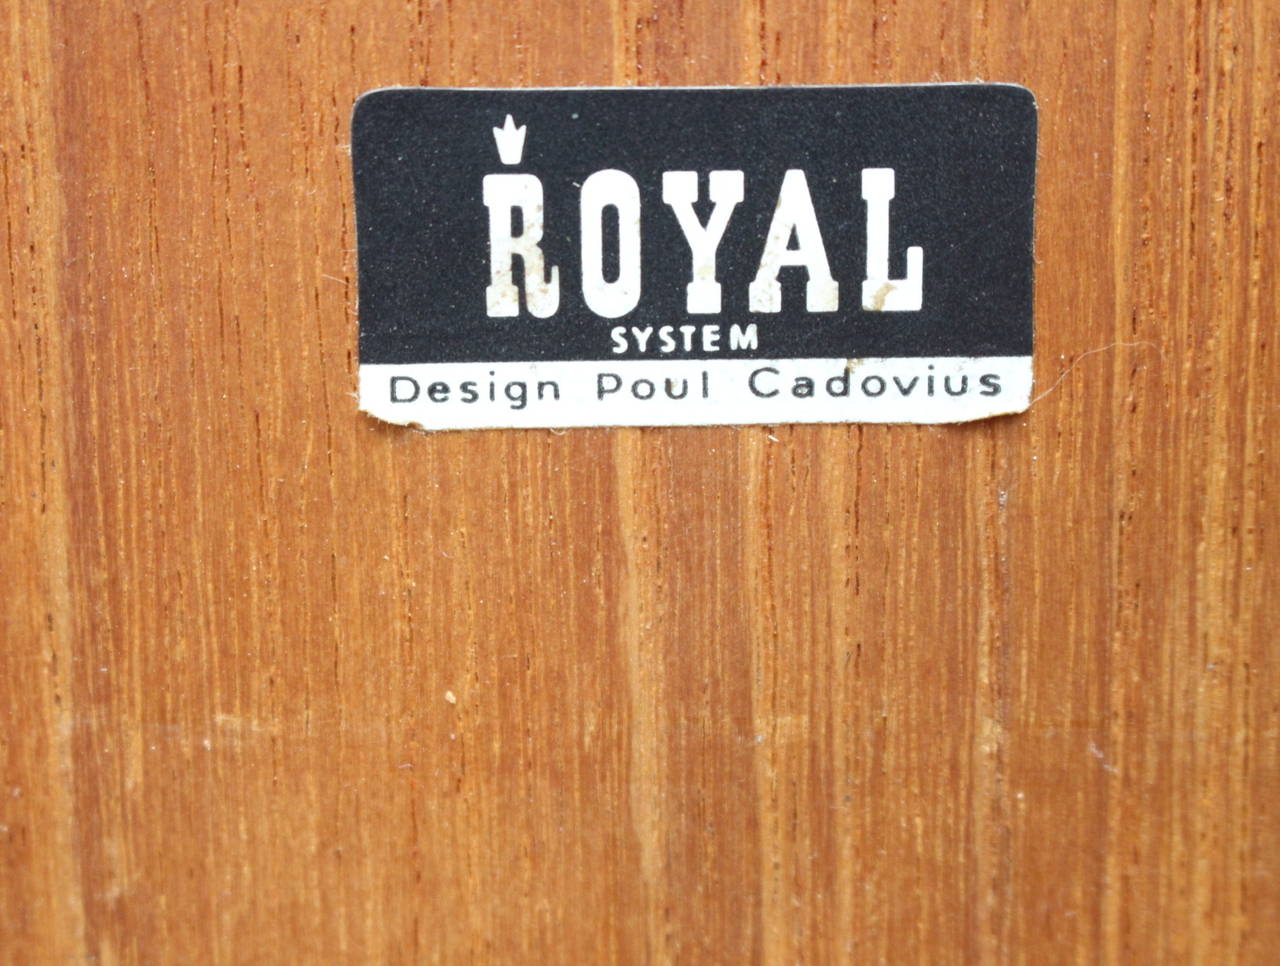 ROYAL
SYSTEM
Design Poul Cadovius